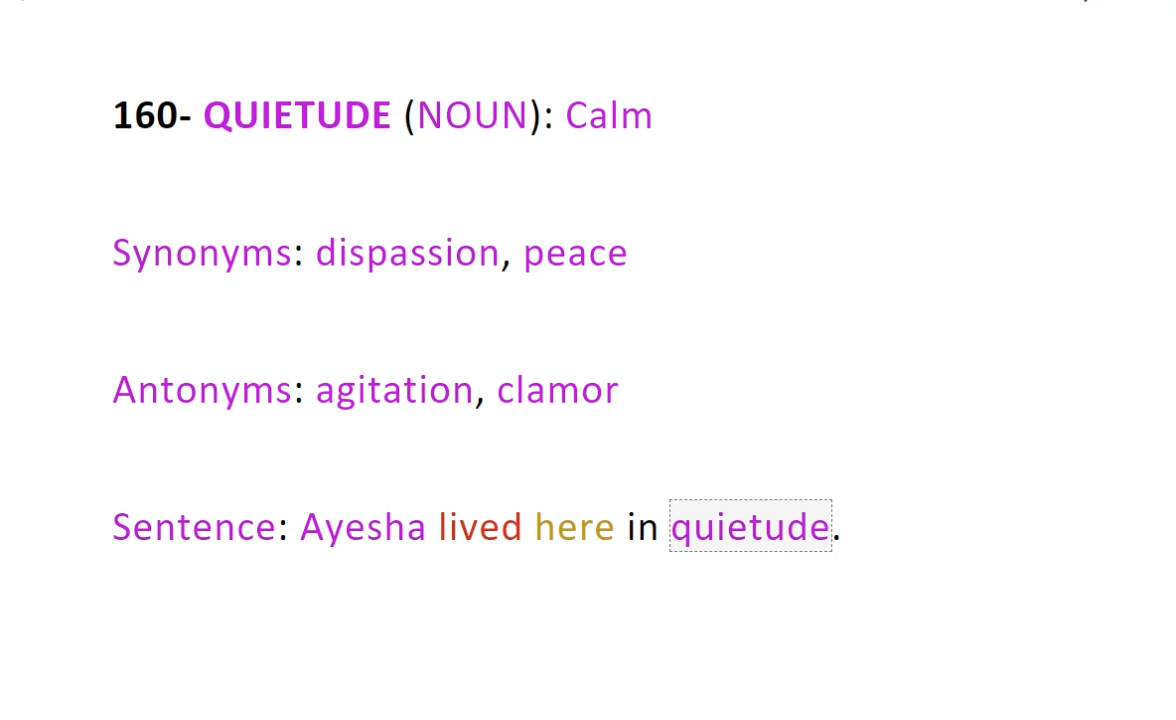 160- QUIETUDE (NOUN): Calm
Synonyms: dispassion, peace
Antonyms: agitation, clamor
Sentence: Ayesha lived here in quietude.